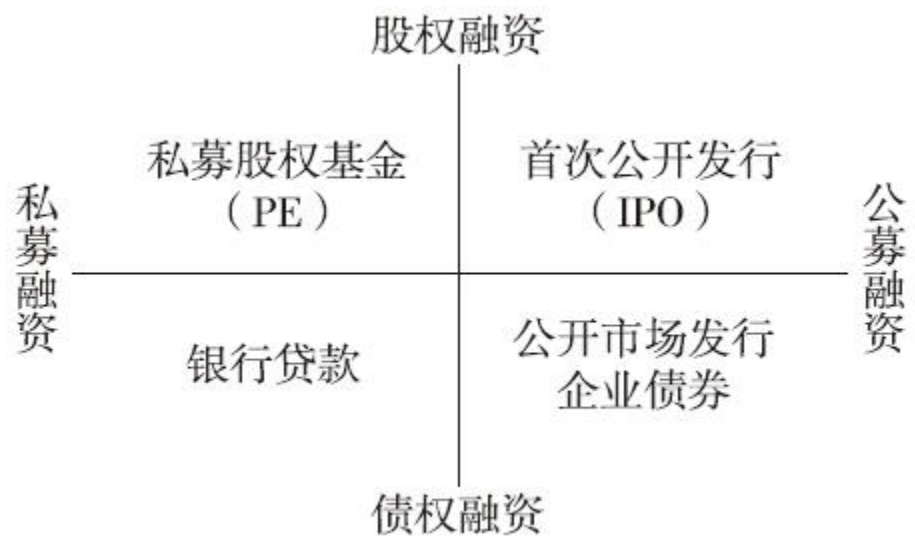 股权融资
私募股权基金
（PE）
首次公开发行
（IPO）
私募融资
公募融资
银行贷款
公开市场发行
企业债券
债权融资